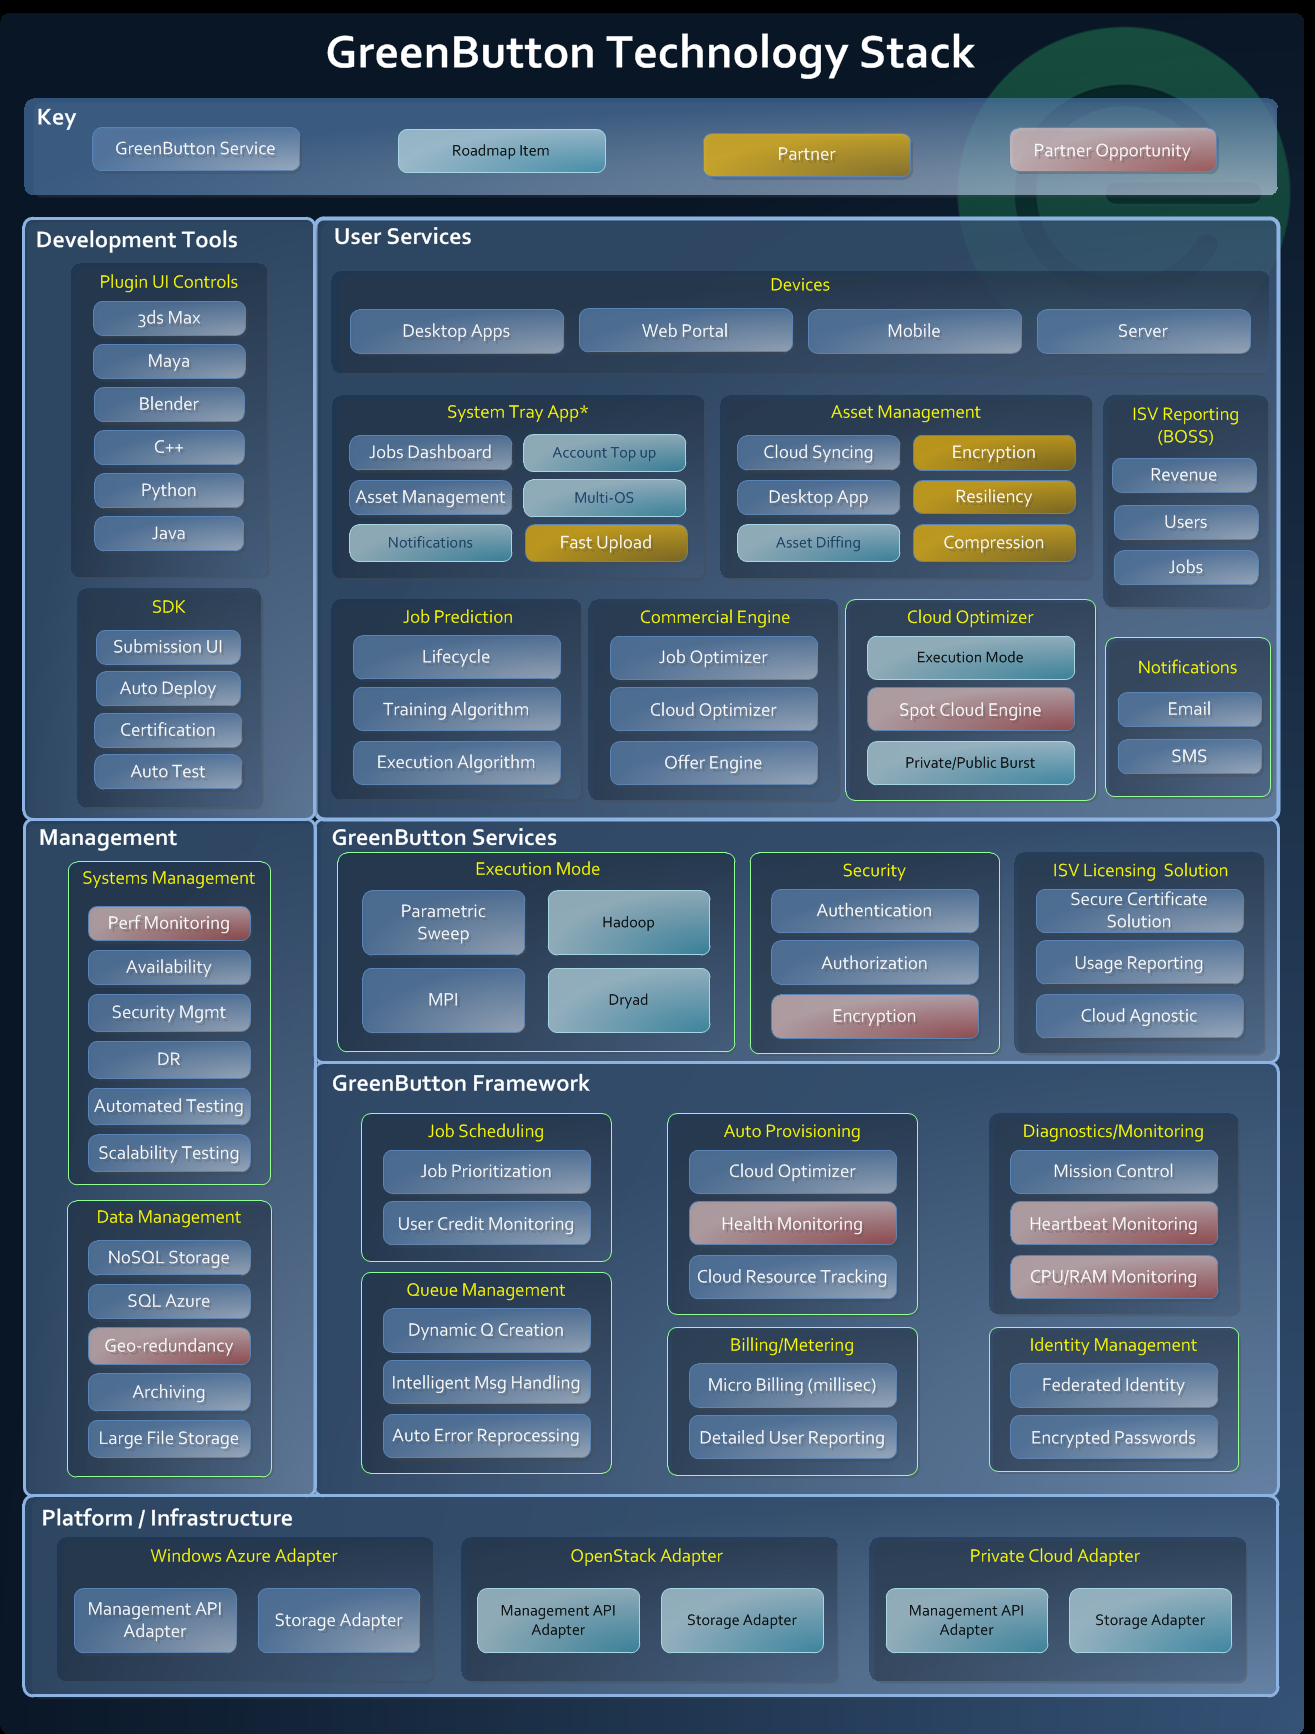 GreenButton Technology Stack
Key
GreenButton Service
Roadmap Item
Partner
Partner Opportunity
Development Tools
Plugin UI Controls
3ds Max
Maya
Blender
C++
Python
Java
SDK
Submission UI
Auto Deploy
Certification
Auto Test
User Services
Devices
Desktop Apps
Web Portal
Mobile
Server
System Tray App*
Jobs Dashboard
Account Top up
Asset Management
Multi-OS
Notifications
Fast Upload
Asset Management
Cloud Syncing
Encryption
Desktop App
Resiliency
Asset Diffing
Compression
ISV Reporting
(BOSS)
Revenue
Users
Jobs
Job Prediction
Lifecycle
Training Algorithm
Execution Algorithm
Commercial Engine
Job Optimizer
Cloud Optimizer
Offer Engine
Cloud Optimizer
Execution Mode
Spot Cloud Engine
Private/Public Burst
Notifications
Email
SMS
Management
Systems Management
Perf Monitoring
Availability
Security Mgmt
DR
Automated Testing
Scalability Testing
Data Management
NoSQL Storage
SQL Azure
Geo-redundancy
Archiving
Large File Storage
GreenButton Services
Execution Mode
Parametric
Sweep
Hadoop
MPI
Dryad
Security
Authentication
Authorization
Encryption
ISV Licensing  Solution
Secure Certificate
Solution
Usage Reporting
Cloud Agnostic
GreenButton Framework
Job Scheduling
Job Prioritization
User Credit Monitoring
Queue Management
Dynamic Q Creation
Intelligent Msg Handling
Auto Error Reprocessing
Auto Provisioning
Cloud Optimizer
Health Monitoring
Cloud Resource Tracking
Billing/Metering
Micro Billing (millisec)
Detailed User Reporting
Diagnostics/Monitoring
Mission Control
Heartbeat Monitoring
CPU/RAM Monitoring
Identity Management
Federated Identity
Encrypted Passwords
Platform / Infrastructure
Windows Azure Adapter
Management API
Adapter
Storage Adapter
OpenStack Adapter
Management API
Adapter
Storage Adapter
Private Cloud Adapter
Management API
Adapter
Storage Adapter